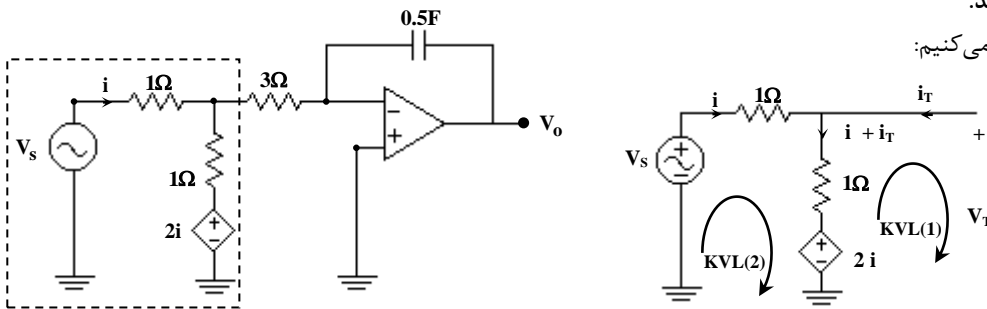 د.
می‌کنیم:
0.5F
i
1Ω
3Ω
Vs
1Ω
2i
−
+
Vo
+
−
i
1Ω
iT
Vs
+
−
i + iT
+
1Ω
VT
KVL(1)
KVL(2)
+
−
2 i